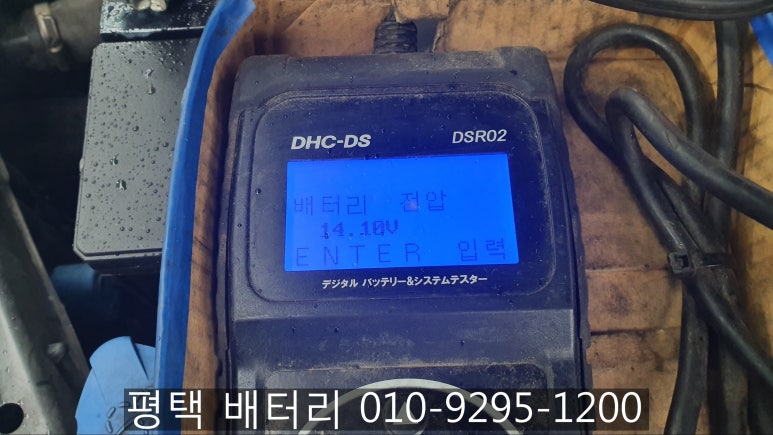 DHC-DS DSR02
배터리 전압
14.10V
ENTER 입력
デジタル バッテリー&システムテスター
평택 배터리 010-9295-1200